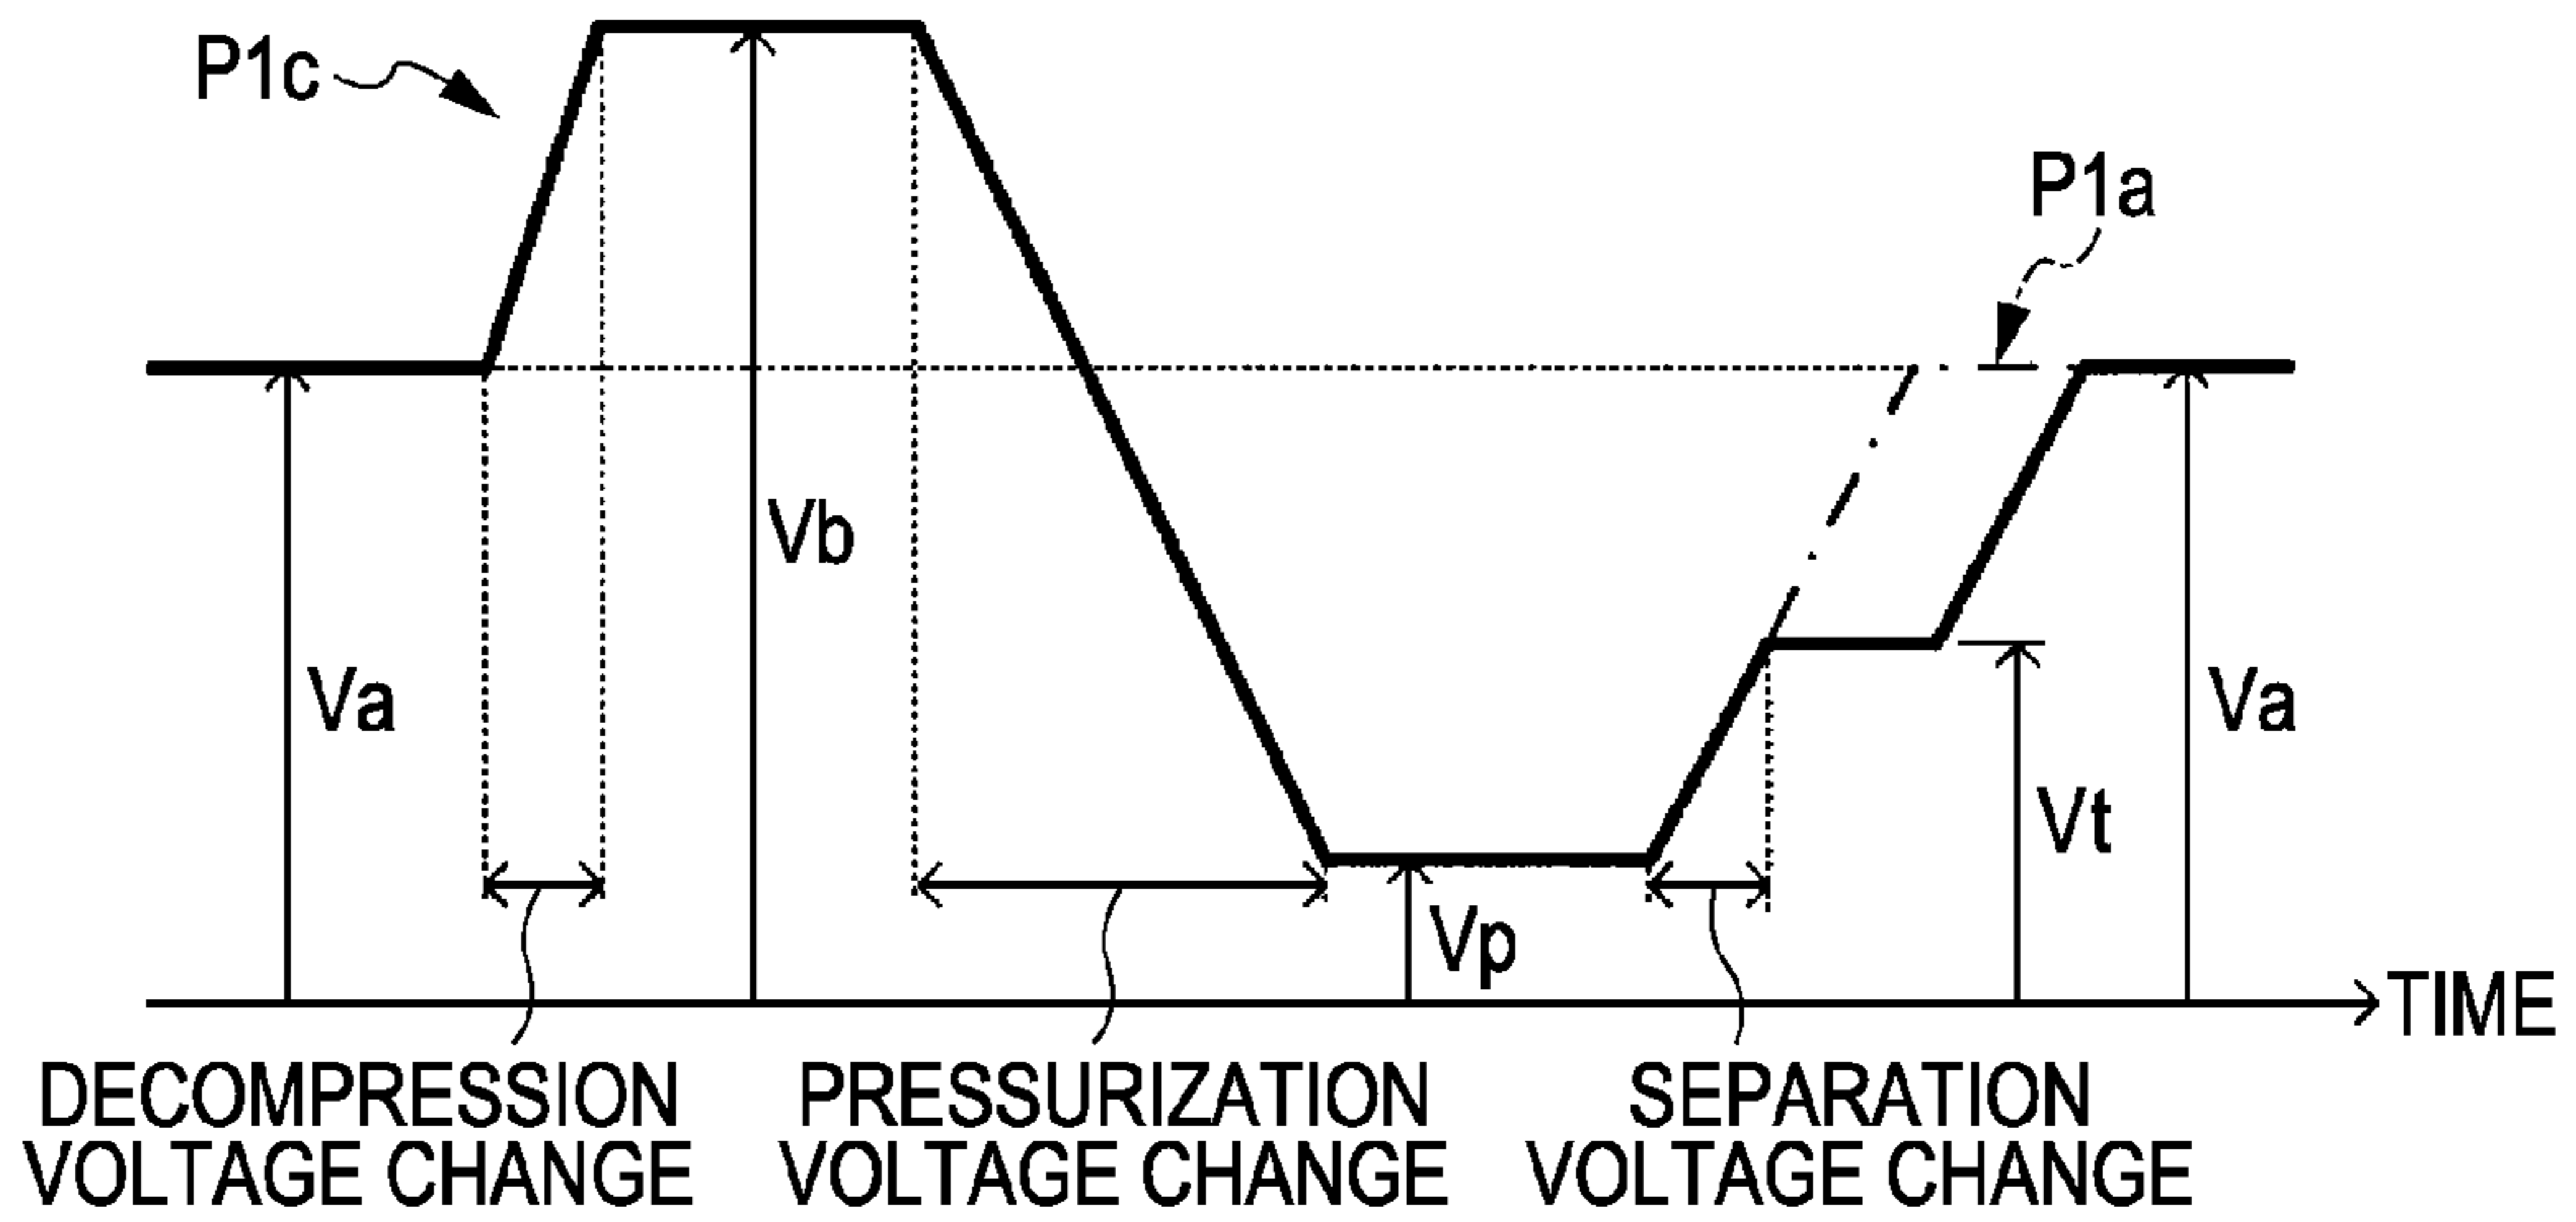 P1c
P1a
Vb
Va
Va
Vt
Vp
TIME
DECOMPRESSION
VOLTAGE CHANGE
PRESSURIZATION
VOLTAGE CHANGE
SEPARATION
VOLTAGE CHANGE